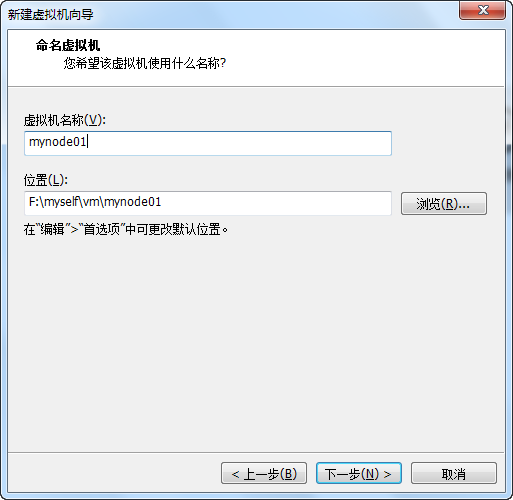 新建虚拟机向导
命名虚拟机
您希望该虚拟机使用什么名称?
虚拟机名称(V):
mynode01
位置(L):
F:\myself\vm\mynode01
浏览(R)...
在"编辑">"首选项"中可更改默认位置。
< 上一步(B)
下一步(N) >
取消